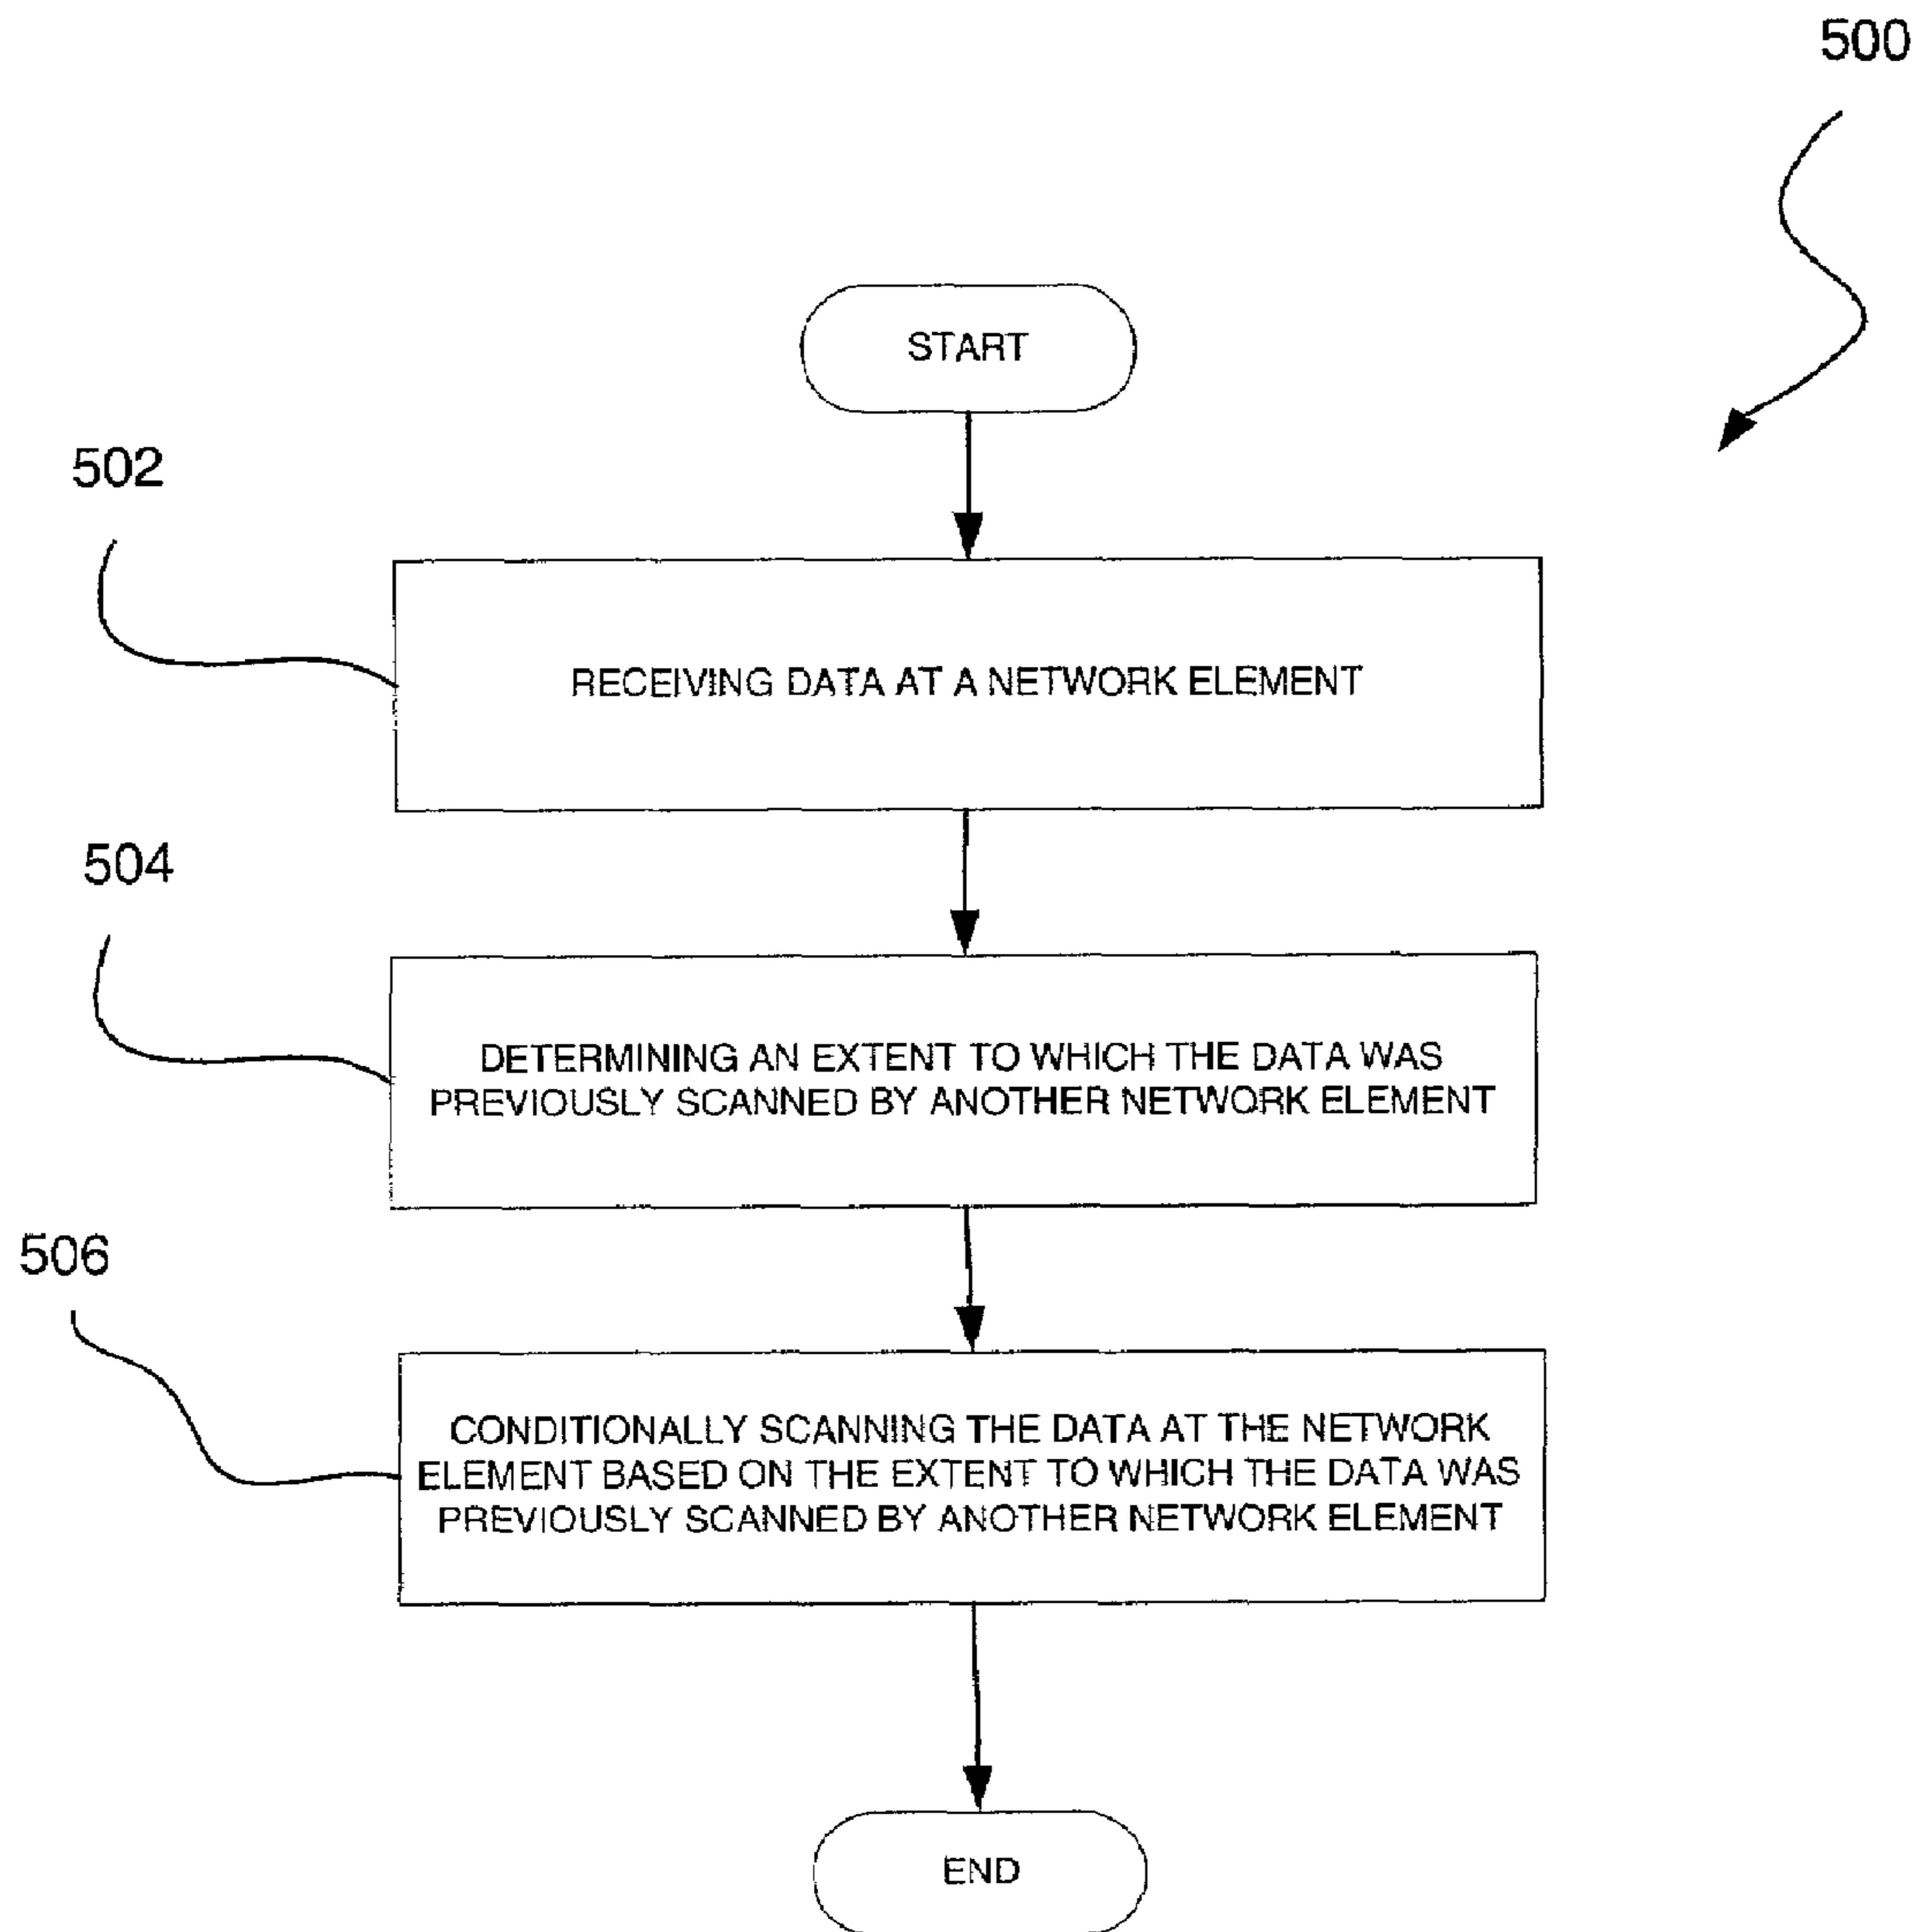 500
START
502
RECEIVING DATA AT A NETWORK ELEMENT
504
DETERMINING AN EXTENT TO WHICH THE DATA WAS
PREVIOUSLY SCANNED BY ANOTHER NETWORK ELEMENT
506
CONDITIONALLY SCANNING THE DATA AT THE NETWORK
ELEMENT BASED ON THE EXTENT TO WHICH THE DATA WAS
PREVIOUSLY SCANNED BY ANOTHER NETWORK ELEMENT
END